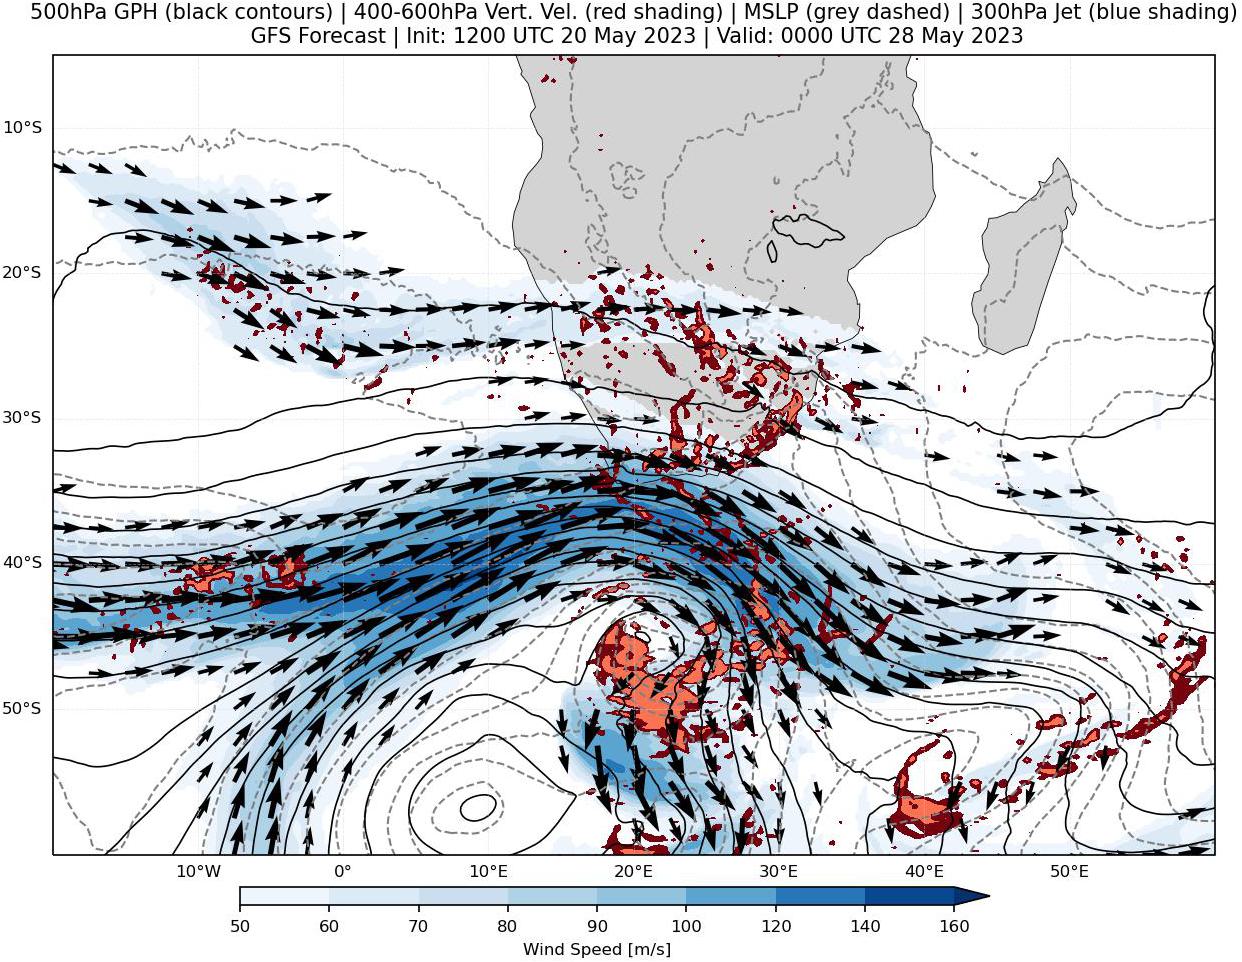 500hPa GPH (black contours) | 400-600hPa Vert. Vel. (red shading) | MSLP (grey dashed) | 300hPa Jet (blue shading)
GFS Forecast | Init: 1200 UTC 20 May 2023 | Valid: 0000 UTC 28 May 2023
10°S
20°S
30°S
40°S
50°S
10°W 0° 10°E 20°E 30°E 40°E 50°E
50 60 70 80 90 100 120 140 160
Wind Speed [m/s]